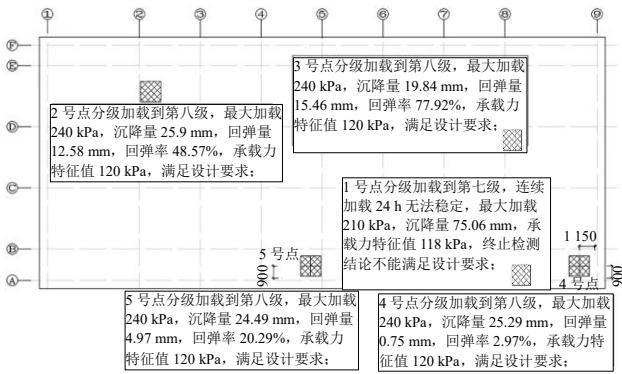 ① ② ③ ④ ⑤ ⑥ ⑦ ⑧ ⑨
Ⓕ
Ⓔ
Ⓓ
Ⓒ
Ⓑ
Ⓐ
3 号点分级加载到第八级，最大加载
240 kPa，沉降量 19.84 mm，回弹量
15.46 mm，回弹率 77.92%，承载力
特征值 120 kPa，满足设计要求；
2 号点分级加载到第八级，最大加载
240 kPa，沉降量 25.9 mm，回弹量
12.58 mm，回弹率 48.57%，承载力
特征值 120 kPa，满足设计要求；
1 号点分级加载到第七级，连续
加载 24 h 无法稳定，最大加载
210 kPa，沉降量 75.06 mm，承
载力特征值 118 kPa，终止检测
结论不能满足设计要求；
5 号点
900
1 150
4 号点
900
5 号点分级加载到第八级，最大加载
240 kPa，沉降量 24.49 mm，回弹量
4.97 mm，回弹率 20.29%，承载力
特征值 120 kPa，满足设计要求；
4 号点分级加载到第八级，最大加载
240 kPa，沉降量 25.29 mm，回弹量
0.75 mm，回弹率 2.97%，承载力特
征值 120 kPa，满足设计要求；